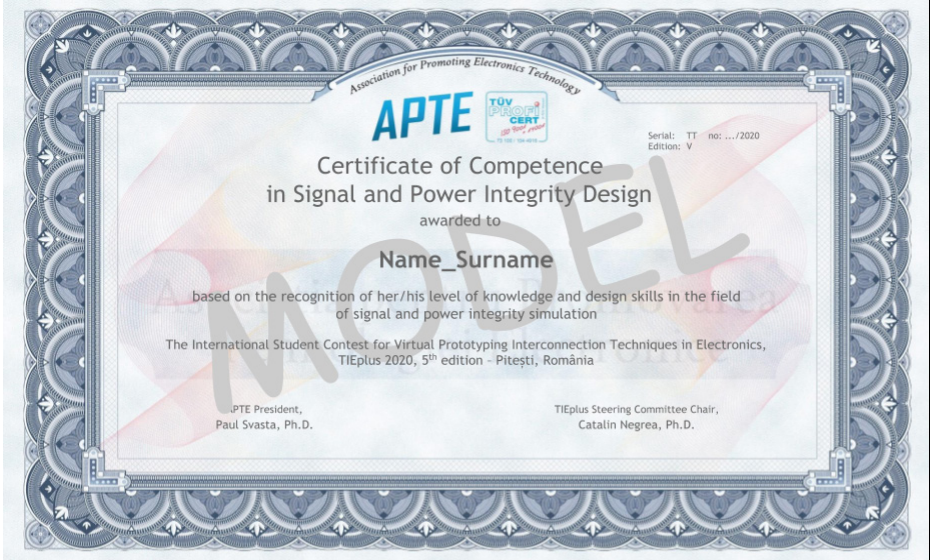 Association for Promoting Electronics Technology
APTE
TÜV
PROFi
CERT
Serial: TT no: .../2020
Edition: V
Certificate of Competence
in Signal and Power Integrity Design
awarded to
Name_Surname
MODEL
based on the recognition of her/his level of knowledge and design skills in the field
of signal and power integrity simulation
The International Student Contest for Virtual Prototyping Interconnection Techniques in Electronics,
TIEplus 2020, 5th edition - Pitești, România
APTE President,
Paul Svasta, Ph.D.
TIEplus Steering Committee Chair,
Catalin Negrea, Ph.D.